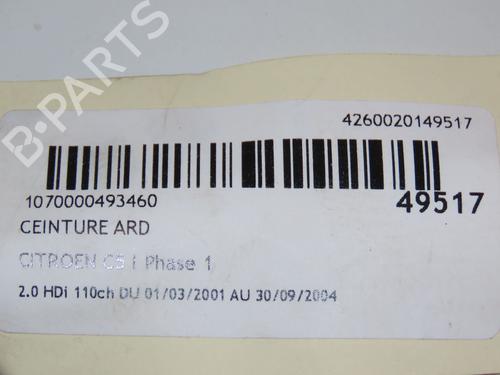 B-PARTS
4260020149517
1070000493460
49517
CEINTURE ARD
CITROEN C5 I Phase 1
2.0 HDi 110ch DU 01/03/2001 AU 30/09/2004